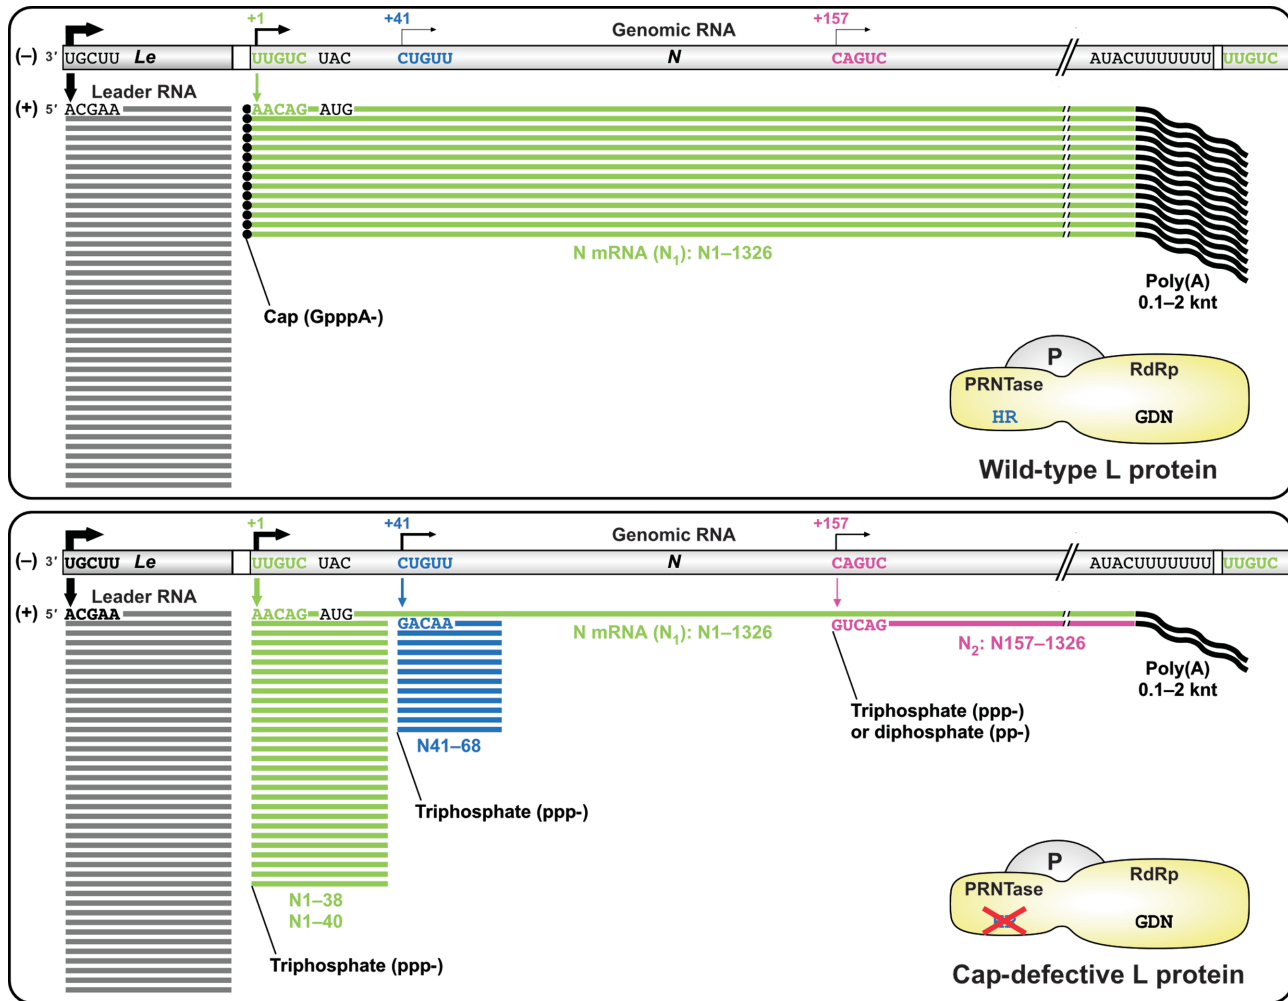 +1 +41 Genomic RNA +157
(–) 3′ UGCUU Le UUGUC UAC CUGUU N CAGUC AUACUUUUUUU UUGUC
Leader RNA
(+) 5′ ACGAA AACAG AUG
N mRNA (N1): N1–1326
Poly(A)
0.1–2 knt
Cap (GpppA-)
P
PRNTase RdRp
HR GDN
Wild-type L protein
+1 +41 Genomic RNA +157
(–) 3′ UGCUU Le UUGUC UAC CUGUU N CAGUC AUACUUUUUUU UUGUC
Leader RNA
(+) 5′ ACGAA AACAG AUG
GACAA N mRNA (N1): N1–1326 GUCAG
N2: N157–1326
Poly(A)
0.1–2 knt
Triphosphate (ppp-)
or diphosphate (pp-)
N41–68
Triphosphate (ppp-)
N1–38
N1–40
Triphosphate (ppp-)
P
PRNTase RdRp
GDN
Cap-defective L protein